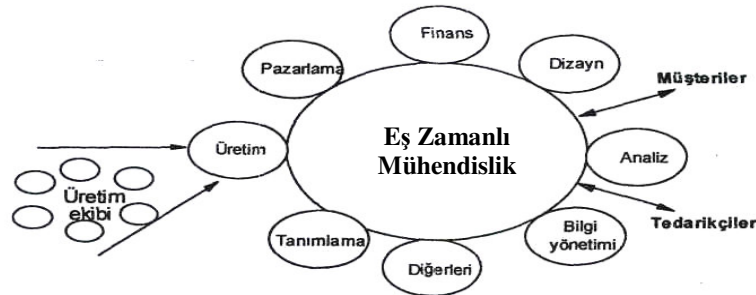 Finans
Pazarlama
Dizayn
Müşteriler
Eş Zamanlı
Mühendislik
Üretim
Analiz
Üretim
ekibi
Tanımlama
Bilgi
yönetimi
Tedarikçiler
Diğerleri